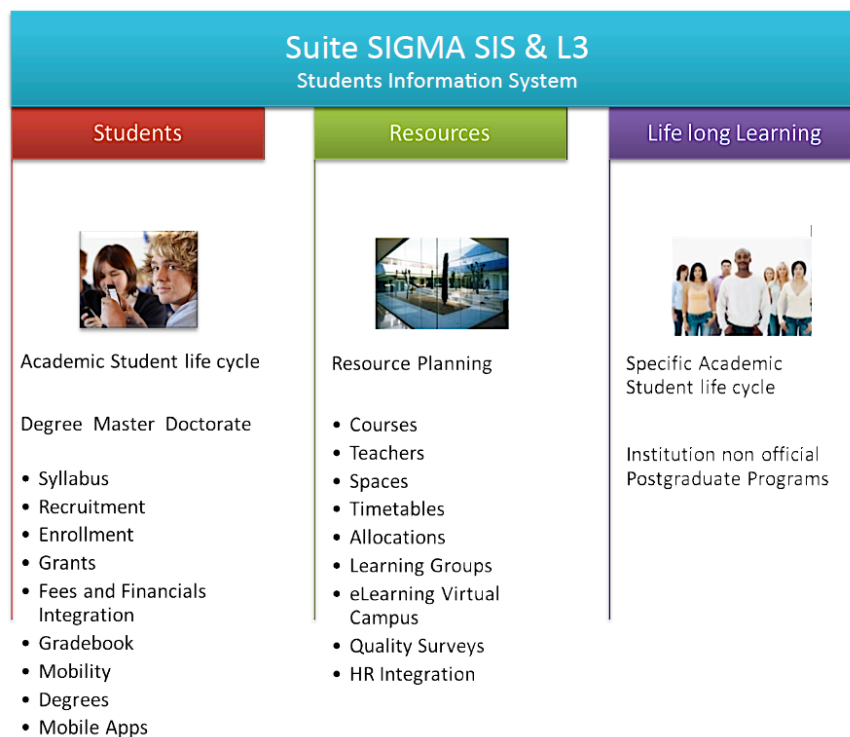 Suite SIGMA SIS & L3
Students Information System
Students
Resources
Life long Learning
Academic Student life cycle
Degree Master Doctorate
• Syllabus
• Recruitment
• Enrollment
• Grants
• Fees and Financials
Integration
• Gradebook
• Mobility
• Degrees
• Mobile Apps
Resource Planning
• Courses
• Teachers
• Spaces
• Timetables
• Allocations
• Learning Groups
• eLearning Virtual
Campus
• Quality Surveys
• HR Integration
Specific Academic
Student life cycle
Institution non official
Postgraduate Programs